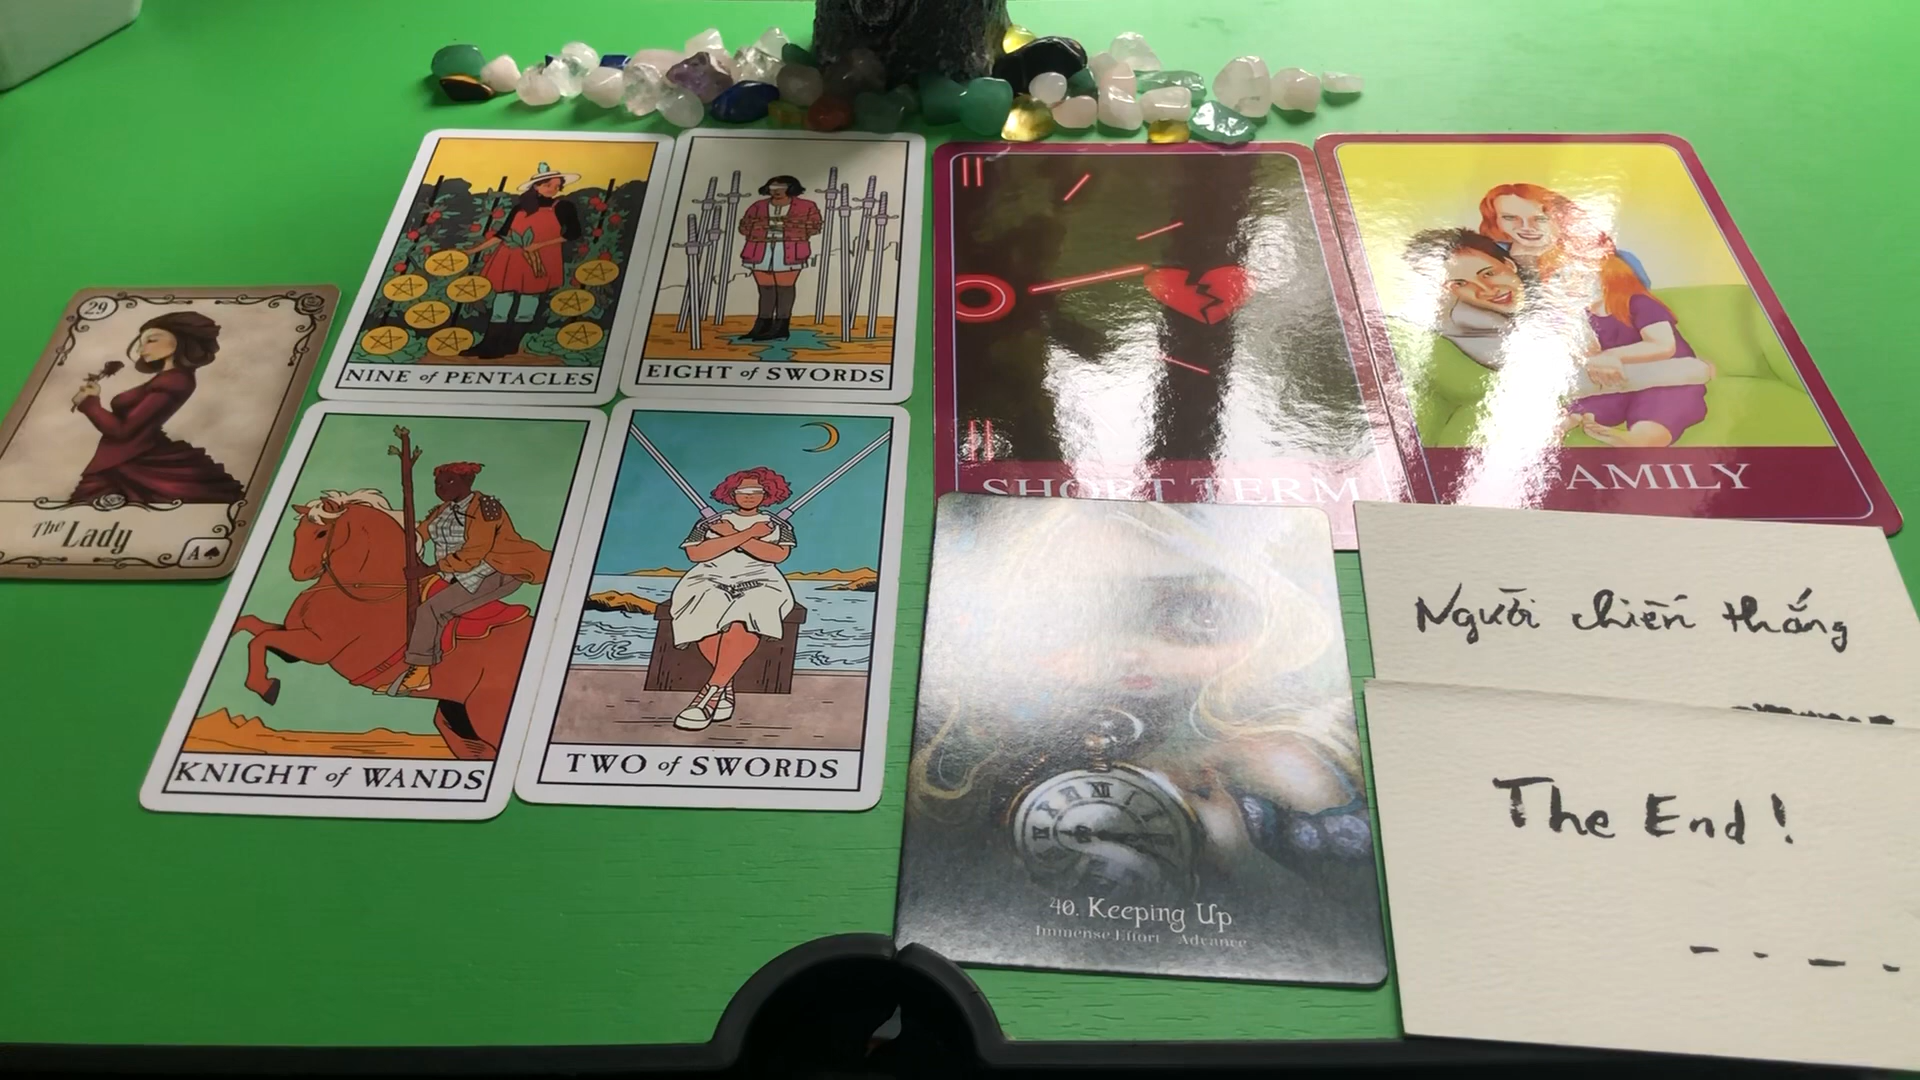 NINE of PENTACLES
EIGHT of SWORDS
29
The Lady
A
KNIGHT of WANDS
TWO of SWORDS
SHORT TERM
FAMILY
40. Keeping Up
Immense Effort Advance
Người chiến thắng
The End!